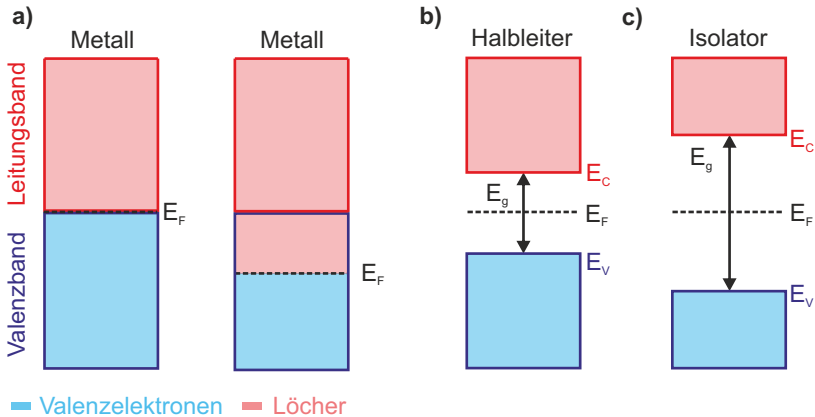 a)
Metall
Metall
b)
Halbleiter
c)
Isolator
Leitungsband
Valenzband
E_F
E_F
E_C
E_g
E_F
E_V
E_C
E_g
E_F
E_V
Valenzelektronen
Löcher